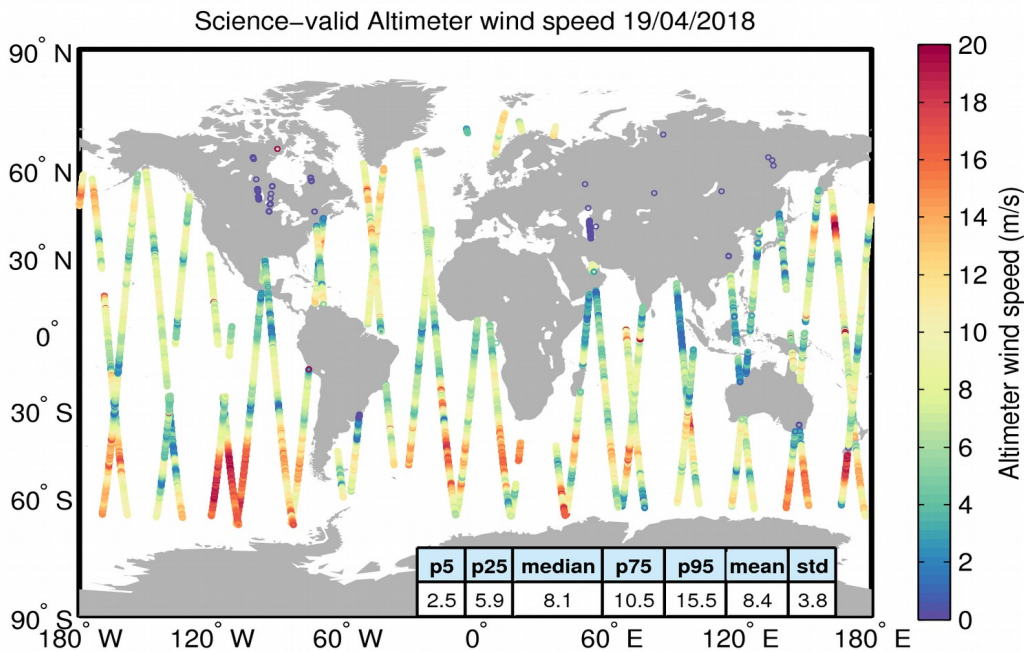 Science−valid Altimeter wind speed 19/04/2018
90° N
60° N
30° N
0°
30° S
60° S
90° S
180° W
120° W
60° W
0°
60° E
120° E
180° E
p5 p25 median p75 p95 mean std
2.5 5.9 8.1 10.5 15.5 8.4 3.8
20
18
16
14
12
10
8
6
4
2
0
Altimeter wind speed (m/s)